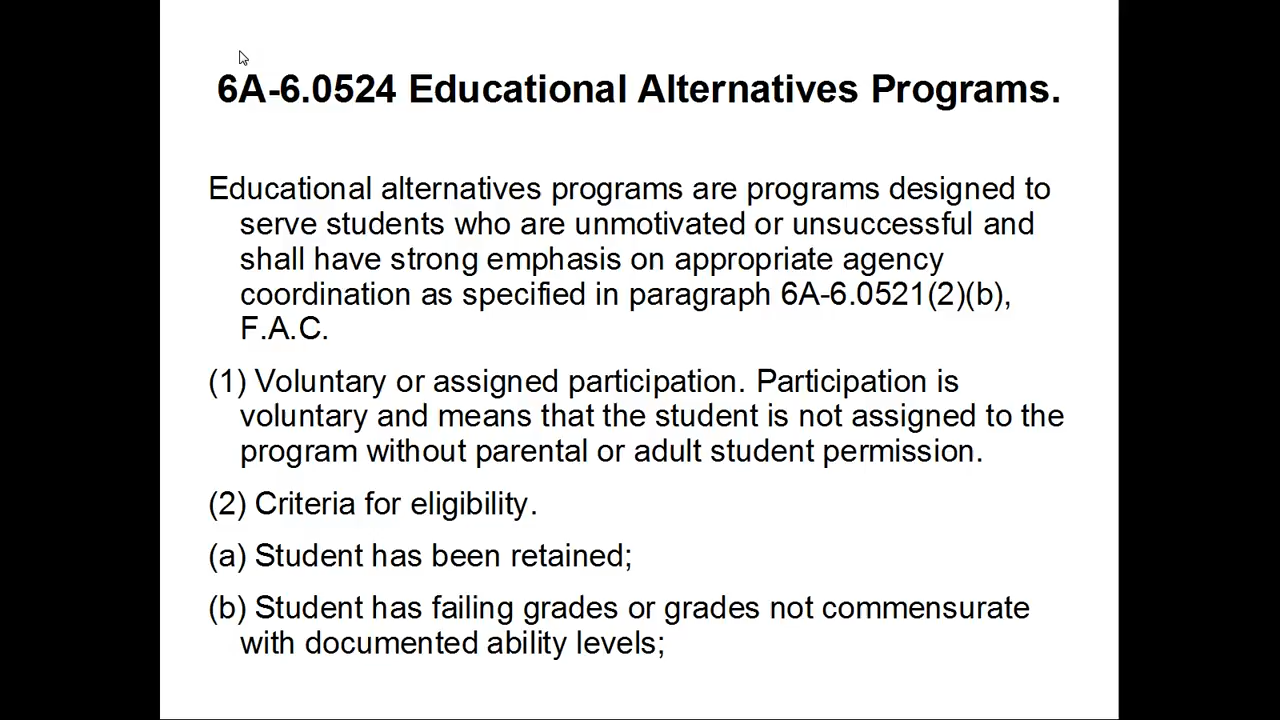 6A-6.0524 Educational Alternatives Programs.
Educational alternatives programs are programs designed to
serve students who are unmotivated or unsuccessful and
shall have strong emphasis on appropriate agency
coordination as specified in paragraph 6A-6.0521(2)(b),
F.A.C.
(1) Voluntary or assigned participation. Participation is
voluntary and means that the student is not assigned to the
program without parental or adult student permission.
(2) Criteria for eligibility.
(a) Student has been retained;
(b) Student has failing grades or grades not commensurate
with documented ability levels;